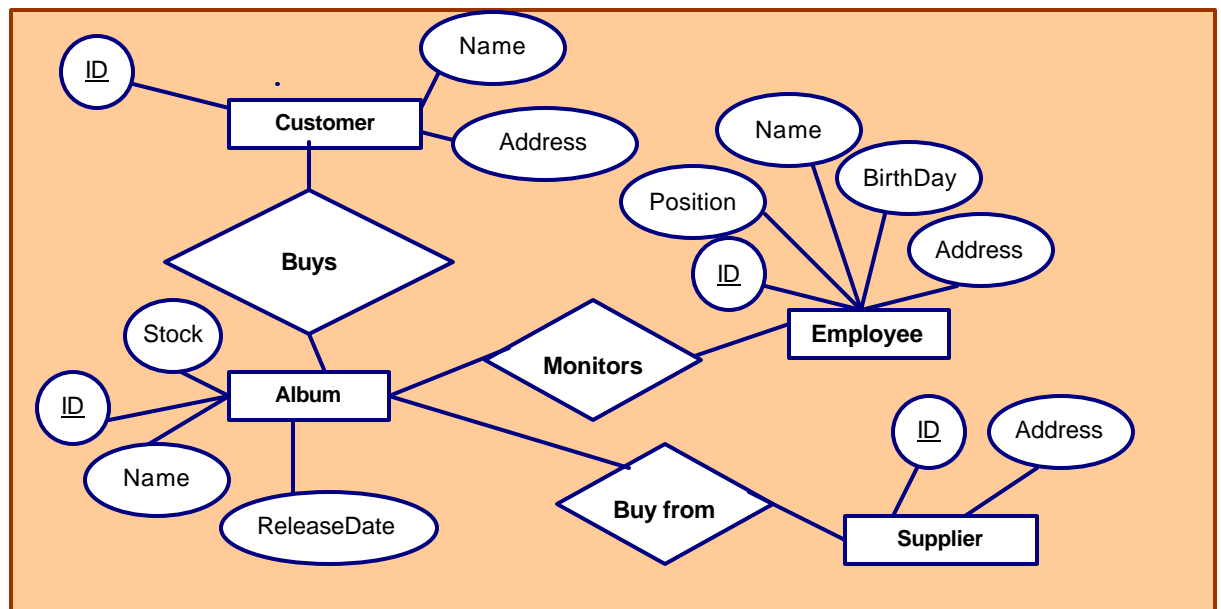 Name
ID
Customer
Address
Name
BirthDay
Position
Address
ID
Buys
Stock
Employee
Monitors
Album
ID
Name
ID
Address
Buy from
ReleaseDate
Supplier